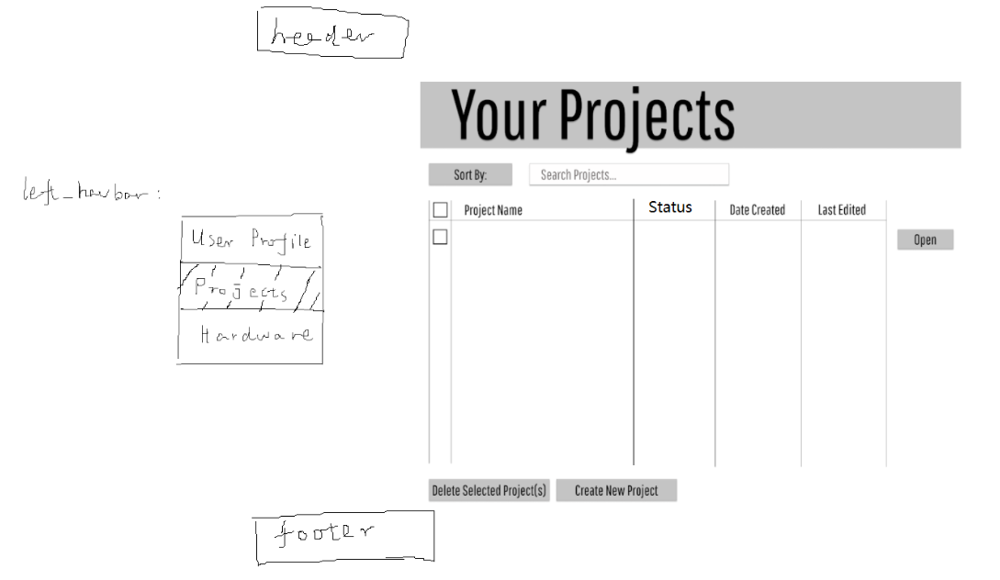 header
Your Projects
Sort By: Search Projects...
left_navbar:
Project Name Status Date Created Last Edited
User Profile
Open
Projects
Hardware
Delete Selected Project(s) Create New Project
footer